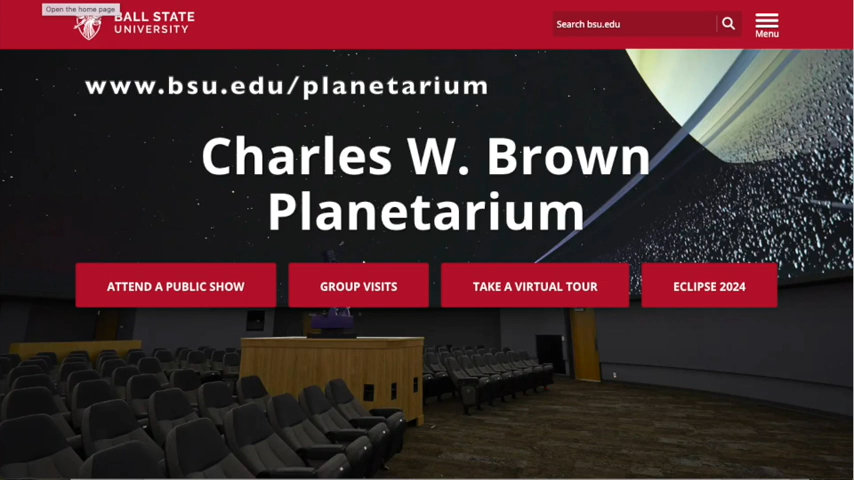 Open the home page
BALL STATE
UNIVERSITY
Search bsu.edu
Menu
www.bsu.edu/planetarium
Charles W. Brown
Planetarium
ATTEND A PUBLIC SHOW
GROUP VISITS
TAKE A VIRTUAL TOUR
ECLIPSE 2024